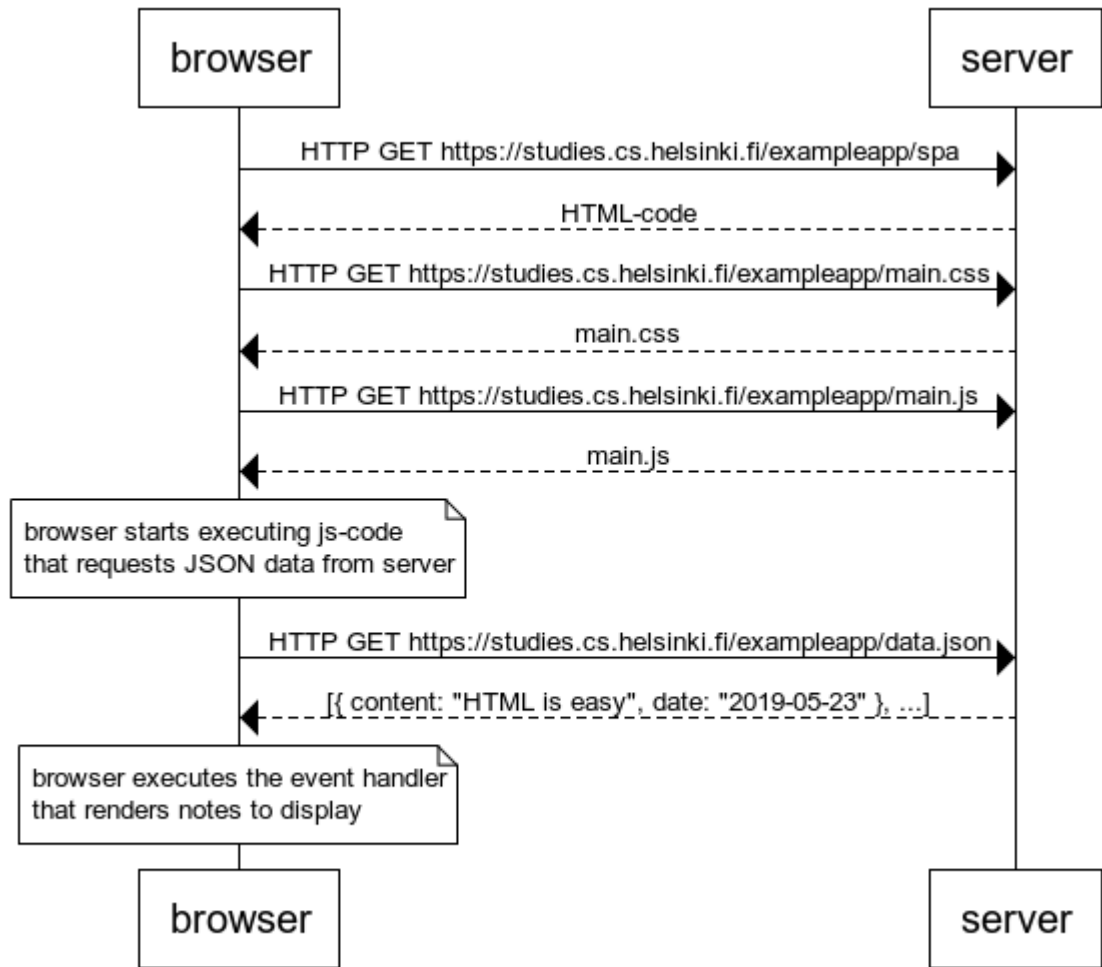 browser
server
HTTP GET https://studies.cs.helsinki.fi/exampleapp/spa
HTML-code
HTTP GET https://studies.cs.helsinki.fi/exampleapp/main.css
main.css
HTTP GET https://studies.cs.helsinki.fi/exampleapp/main.js
main.js
browser starts executing js-code
that requests JSON data from server
HTTP GET https://studies.cs.helsinki.fi/exampleapp/data.json
[{ content: "HTML is easy", date: "2019-05-23" }, ...]
browser executes the event handler
that renders notes to display
browser
server